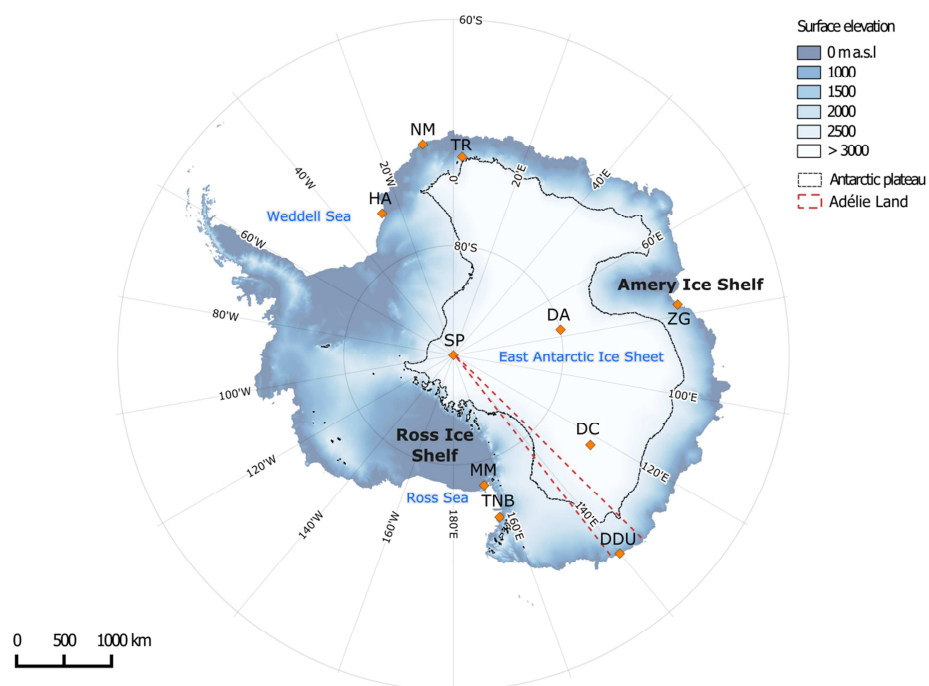 60'S
Surface elevation
0 m a.s.l
1000
1500
2000
2500
> 3000
Antarctic plateau
Adélie Land
NM
TR
0.
20'W
20'E
40'W
40'E
HA
Weddell Sea
60'W
60'E
80'S
Amery Ice Shelf
ZG
80'W
DA
SP
East Antarctic Ice Sheet
100'W
100'E
DC
Ross Ice
Shelf
120'W
120'E
MM
Ross Sea
TNB
140'W
160'W
180'E
160'E
140'E
DDU
0 500 1000 km